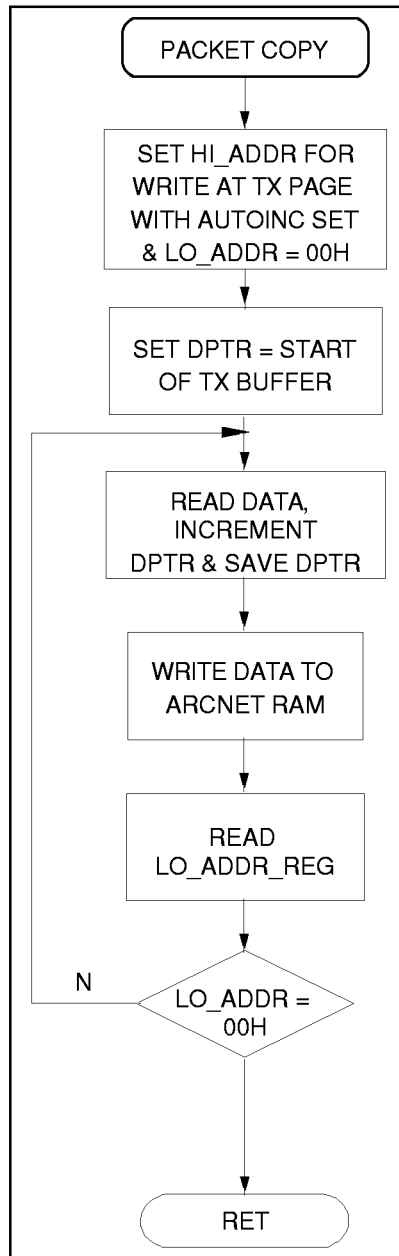 PACKET COPY
SET HI_ADDR FOR
WRITE AT TX PAGE
WITH AUTOINC SET
& LO_ADDR = 00H
SET DPTR = START
OF TX BUFFER
READ DATA,
INCREMENT
DPTR & SAVE DPTR
WRITE DATA TO
ARCNET RAM
READ
LO_ADDR_REG
N
LO_ADDR =
00H
RET